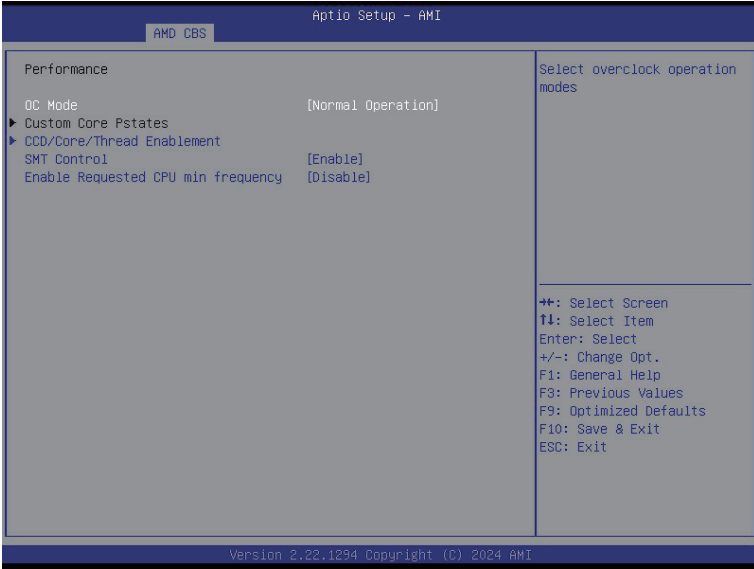 Aptio Setup – AMI
AMD CBS
Performance
OC Mode [Normal Operation]
Custom Core Pstates
CCD/Core/Thread Enablement
SMT Control [Enable]
Enable Requested CPU min frequency [Disable]
Select overclock operation
modes
→←: Select Screen
↑↓: Select Item
Enter: Select
+/-: Change Opt.
F1: General Help
F3: Previous Values
F9: Optimized Defaults
F10: Save & Exit
ESC: Exit
Version 2.22.1294 Copyright (C) 2024 AMI